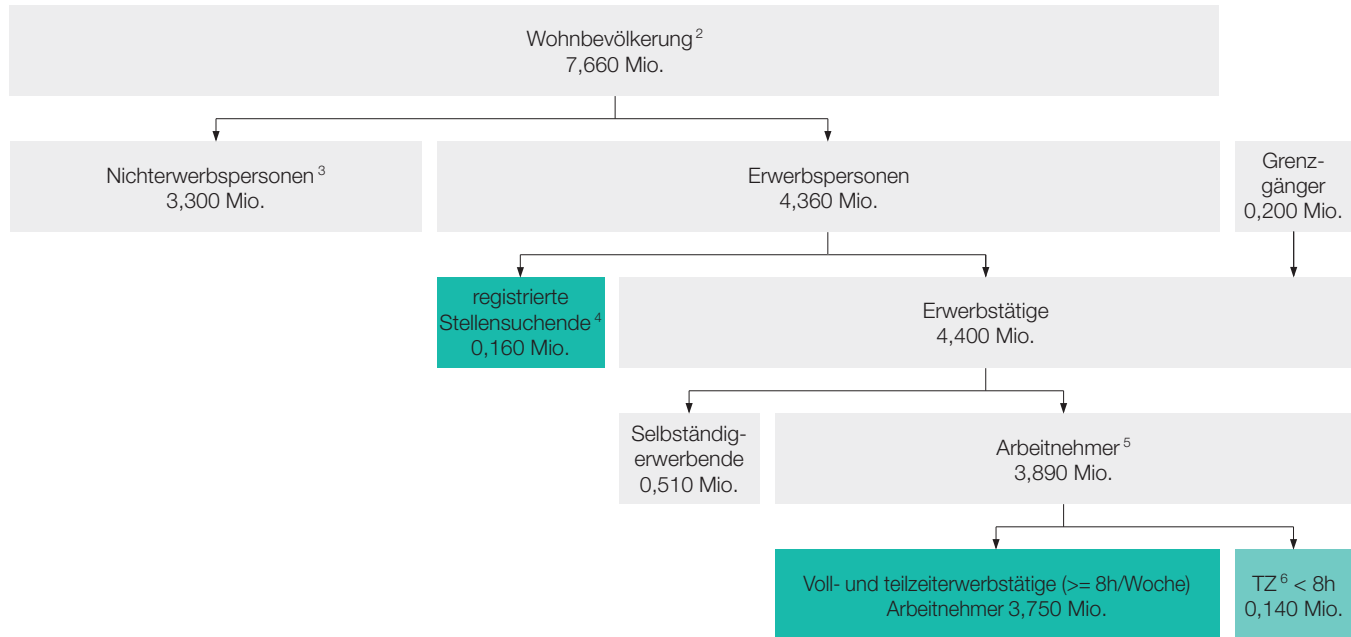 Wohnbevölkerung 2
7,660 Mio.
Nichterwerbspersonen 3
3,300 Mio.
Erwerbspersonen
4,360 Mio.
Grenz-
gänger
0,200 Mio.
registrierte
Stellensuchende 4
0,160 Mio.
Erwerbstätige
4,400 Mio.
Selbständig-
erwerbende
0,510 Mio.
Arbeitnehmer 5
3,890 Mio.
Voll- und teilzeiterwerbstätige (>= 8h/Woche)
Arbeitnehmer 3,750 Mio.
TZ 6 < 8h
0,140 Mio.